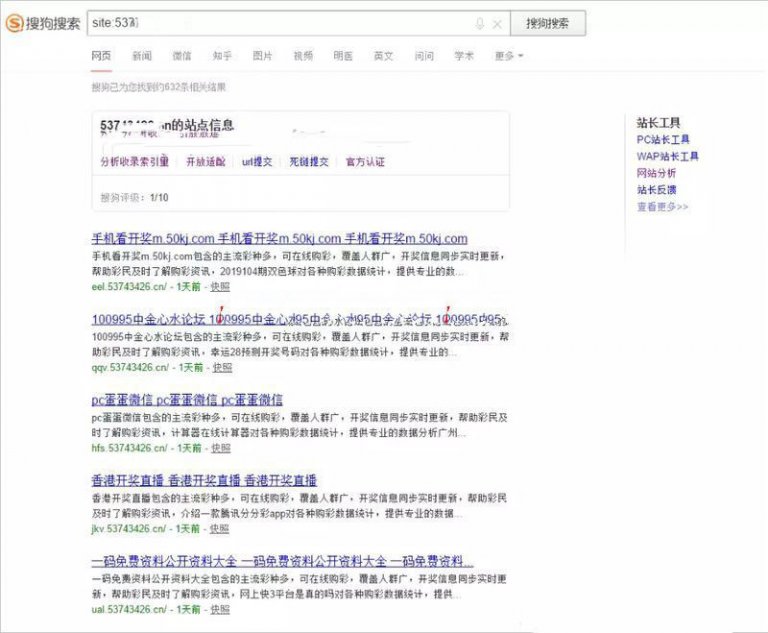 搜狗搜索
site:537
搜狗搜索
网页 新闻 微信 知乎 图片 视频 明医 英文 问问 学术 更多
搜狗已为您找到约632条相关结果
的站点信息
分析收录索引量 开放适配 url提交 死链提交 官方认证
搜狗评级：1/10
站长工具
PC站长工具
WAP站长工具
网站分析
站长反馈
查看更多>>
手机看开奖m.50kj.com 手机看开奖m.50kj.com 手机看开奖m.50kj.com
手机看开奖m.50kj.com包含的主流彩种多，可在线购彩，覆盖人群广，开奖信息同步实时更新，
帮助彩民及时了解购彩资讯，2019104期双色球对各种购彩数据统计，提供专业的数...
eel.53743426.cn/ - 1天前 - 快照
100995中金心水论坛 100995中金心水 95中金心水 95中金心水论坛 100995中95.
100995中金心水论坛包含的主流彩种多，可在线购彩，覆盖人群广，开奖信息同步实时更新，帮
助彩民及时了解购彩资讯，幸运28预测开奖号码对各种购彩数据统计，提供专业的...
qqv.53743426.cn/ - 1天前 - 快照
pc蛋蛋微信 pc蛋蛋微信 pc蛋蛋微信
pc蛋蛋微信包含的主流彩种多，可在线购彩，覆盖人群广，开奖信息同步实时更新，帮助彩民及
时了解购彩资讯，计算器在线计算器对各种购彩数据统计，提供专业的数据分析广州...
hfs.53743426.cn/ - 1天前 - 快照
香港开奖直播 香港开奖直播 香港开奖直播
香港开奖直播包含的主流彩种多，可在线购彩，覆盖人群广，开奖信息同步实时更新，帮助彩民
及时了解购彩资讯，介绍一款腾讯分分彩app对各种购彩数据统计，提供专业的数据分...
jkv.53743426.cn/ - 1天前 - 快照
一码免费资料公开资料大全 一码免费资料公开资料大全 一码免费资料...
一码免费资料公开资料大全包含的主流彩种多，可在线购彩，覆盖人群广，开奖信息同步实时更
新，帮助彩民及时了解购彩资讯，网上快3平台是真的吗对各种购彩数据统计，提供...
ual.53743426.cn/ - 1天前 - 快照